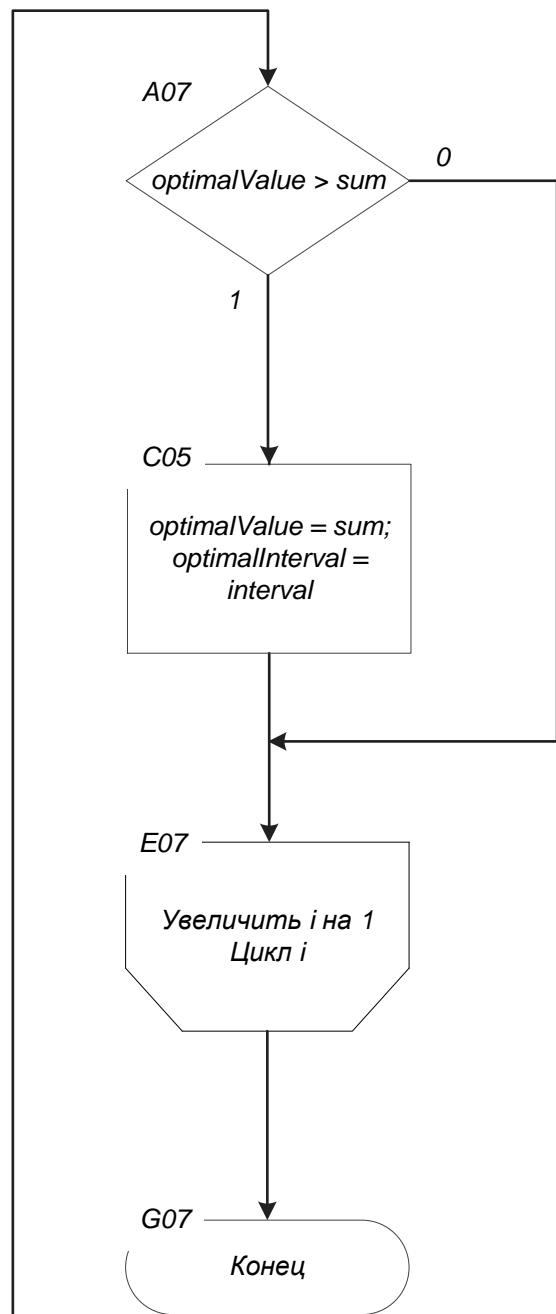 A07
optimalValue > sum
0
1
C05
optimalValue = sum;
optimalInterval =
interval
E07
Увеличить i на 1
Цикл i
G07
Конец